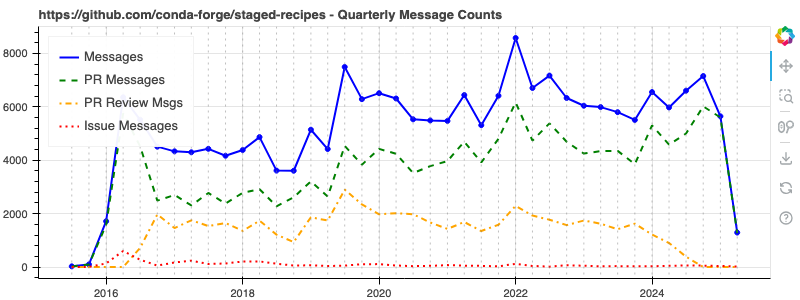 https://github.com/conda-forge/staged-recipes - Quarterly Message Counts
8000
6000
4000
2000
0
Messages
PR Messages
PR Review Msgs
Issue Messages
2016
2018
2020
2022
2024